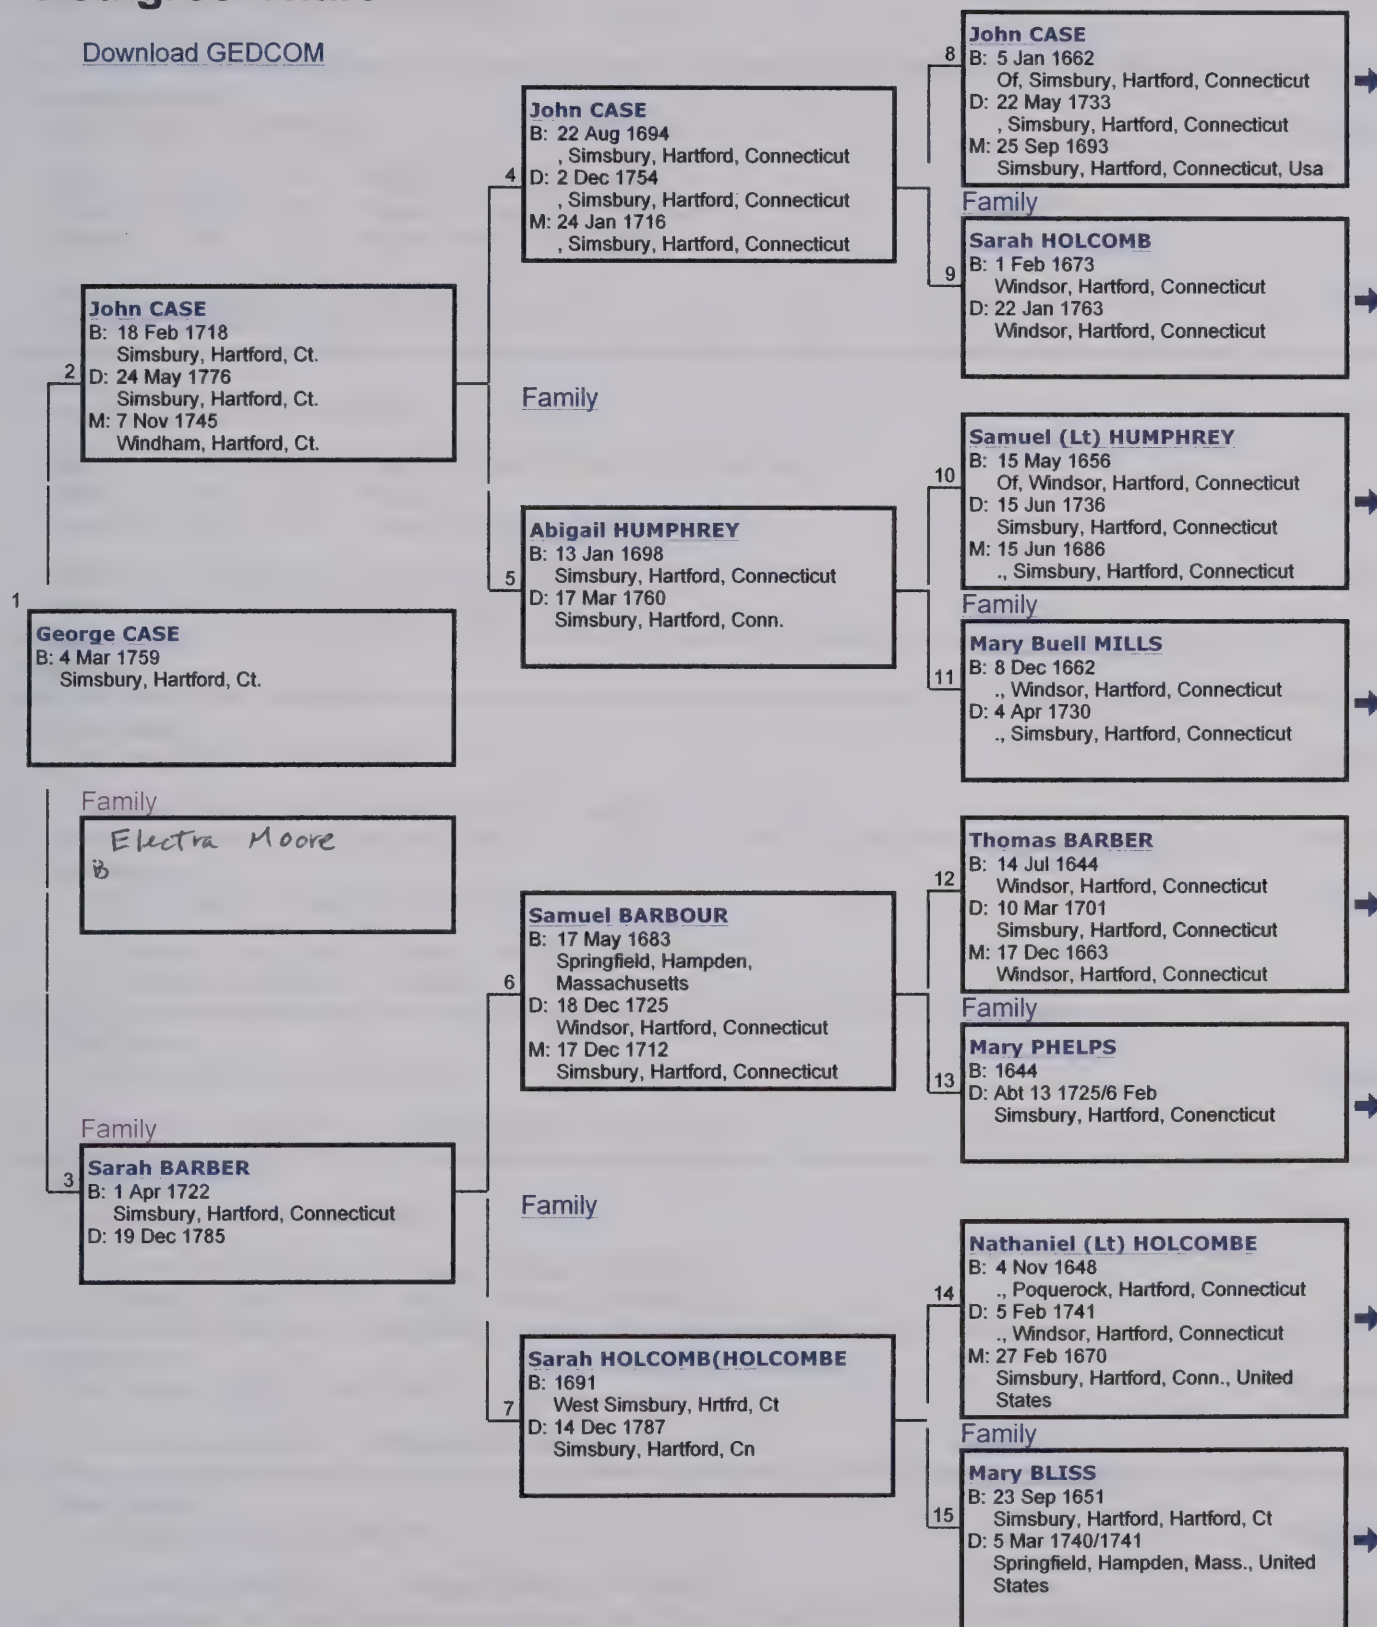 Download GEDCOM
1
George CASE
B: 4 Mar 1759
Simsbury, Hartford, Ct.
Family
Electra Moore
B
2
John CASE
B: 18 Feb 1718
Simsbury, Hartford, Ct.
D: 24 May 1776
Simsbury, Hartford, Ct.
M: 7 Nov 1745
Windham, Hartford, Ct.
Family
3
Sarah BARBER
B: 1 Apr 1722
Simsbury, Hartford, Connecticut
D: 19 Dec 1785
4
John CASE
B: 22 Aug 1694
, Simsbury, Hartford, Connecticut
D: 2 Dec 1754
, Simsbury, Hartford, Connecticut
M: 24 Jan 1716
, Simsbury, Hartford, Connecticut
Family
5
Abigail HUMPHREY
B: 13 Jan 1698
Simsbury, Hartford, Connecticut
D: 17 Mar 1760
Simsbury, Hartford, Conn.
6
Samuel BARBOUR
B: 17 May 1683
Springfield, Hampden,
Massachusetts
D: 18 Dec 1725
Windsor, Hartford, Connecticut
M: 17 Dec 1712
Simsbury, Hartford, Connecticut
Family
7
Sarah HOLCOMB(HOLCOMBE
B: 1691
West Simsbury, Hrtfrd, Ct
D: 14 Dec 1787
Simsbury, Hartford, Cn
8
John CASE
B: 5 Jan 1662
Of, Simsbury, Hartford, Connecticut
D: 22 May 1733
, Simsbury, Hartford, Connecticut
M: 25 Sep 1693
Simsbury, Hartford, Connecticut, Usa
Family
9
Sarah HOLCOMB
B: 1 Feb 1673
Windsor, Hartford, Connecticut
D: 22 Jan 1763
Windsor, Hartford, Connecticut
10
Samuel (Lt) HUMPHREY
B: 15 May 1656
Of, Windsor, Hartford, Connecticut
D: 15 Jun 1736
Simsbury, Hartford, Connecticut
M: 15 Jun 1686
., Simsbury, Hartford, Connecticut
Family
11
Mary Buell MILLS
B: 8 Dec 1662
., Windsor, Hartford, Connecticut
D: 4 Apr 1730
., Simsbury, Hartford, Connecticut
12
Thomas BARBER
B: 14 Jul 1644
Windsor, Hartford, Connecticut
D: 10 Mar 1701
Simsbury, Hartford, Connecticut
M: 17 Dec 1663
Windsor, Hartford, Connecticut
Family
13
Mary PHELPS
B: 1644
D: Abt 13 1725/6 Feb
Simsbury, Hartford, Conencticut
14
Nathaniel (Lt) HOLCOMBE
B: 4 Nov 1648
., Poquerock, Hartford, Connecticut
D: 5 Feb 1741
., Windsor, Hartford, Connecticut
M: 27 Feb 1670
Simsbury, Hartford, Conn., United
States
Family
15
Mary BLISS
B: 23 Sep 1651
Simsbury, Hartford, Hartford, Ct
D: 5 Mar 1740/1741
Springfield, Hampden, Mass., United
States